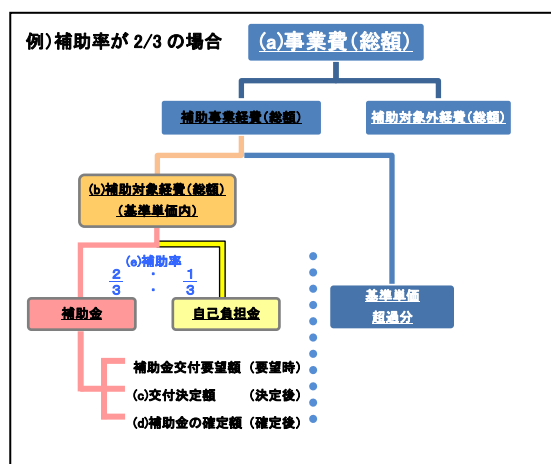 例)補助率が 2/3 の場合
(a)事業費(総額)
補助事業経費(総額)
補助対象外経費(総額)
(b)補助対象経費(総額)
(基準単価内)
(e)補助率
2/3 : 1/3
補助金
自己負担金
基準単価
超過分
補助金交付要望額 (要望時)
(c)交付決定額 (決定後)
(d)補助金の確定額 (確定後)